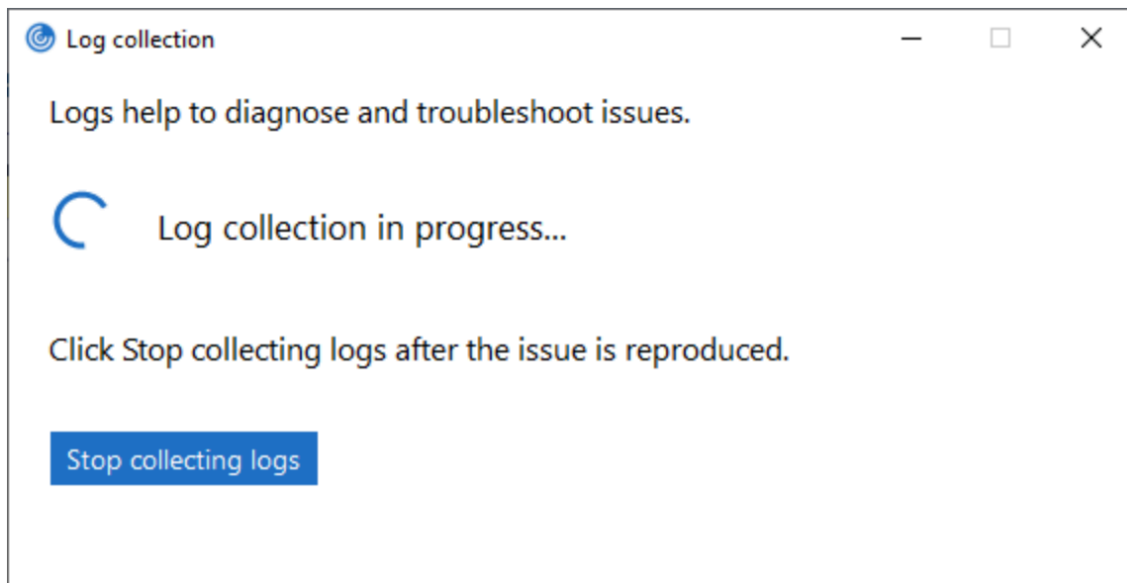 Log collection
Logs help to diagnose and troubleshoot issues.
Log collection in progress...
Click Stop collecting logs after the issue is reproduced.
Stop collecting logs